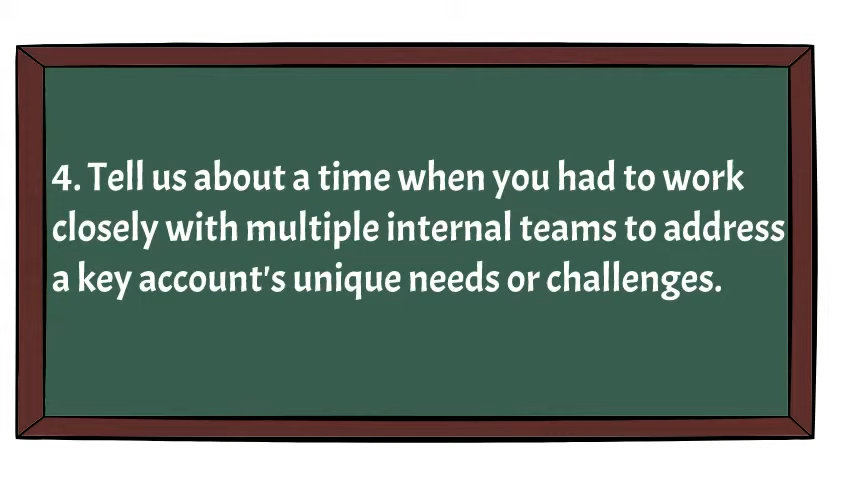 4. Tell us about a time when you had to work
closely with multiple internal teams to address
a key account's unique needs or challenges.